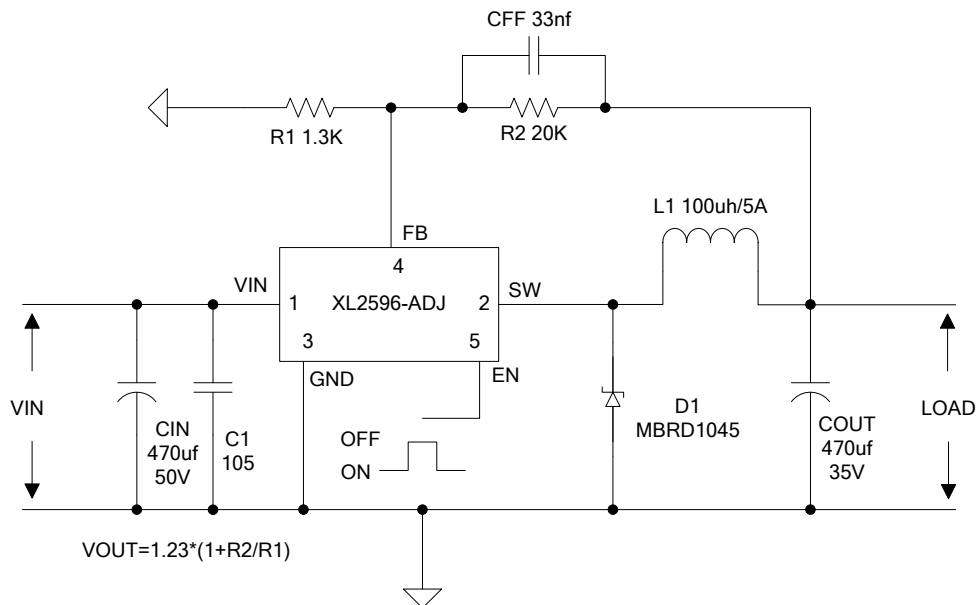 CFF 33nf
R1 1.3K
R2 20K
L1 100uh/5A
FB
4
VIN
1
XL2596-ADJ
2
SW
3
5
GND
EN
VIN
CIN
470uf
50V
C1
105
OFF
ON
D1
MBRD1045
COUT
470uf
35V
LOAD
VOUT=1.23*(1+R2/R1)